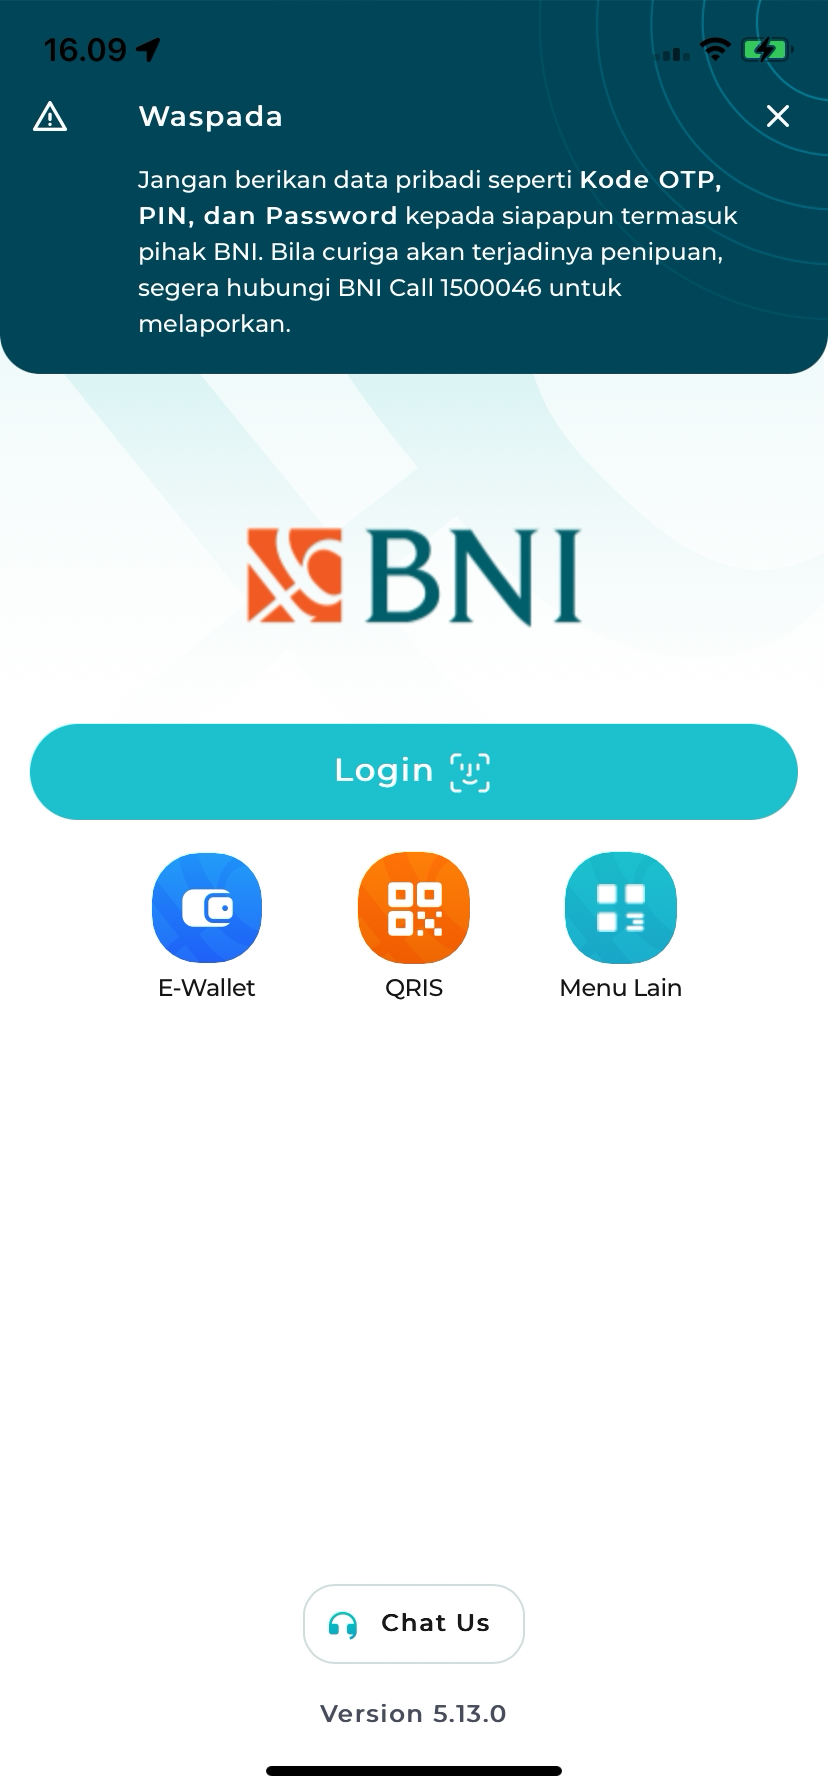 16.09
Waspada
Jangan berikan data pribadi seperti Kode OTP,
PIN, dan Password kepada siapapun termasuk
pihak BNI. Bila curiga akan terjadinya penipuan,
segera hubungi BNI Call 1500046 untuk
melaporkan.
BNI
Login
E-Wallet
QRIS
Menu Lain
Chat Us
Version 5.13.0